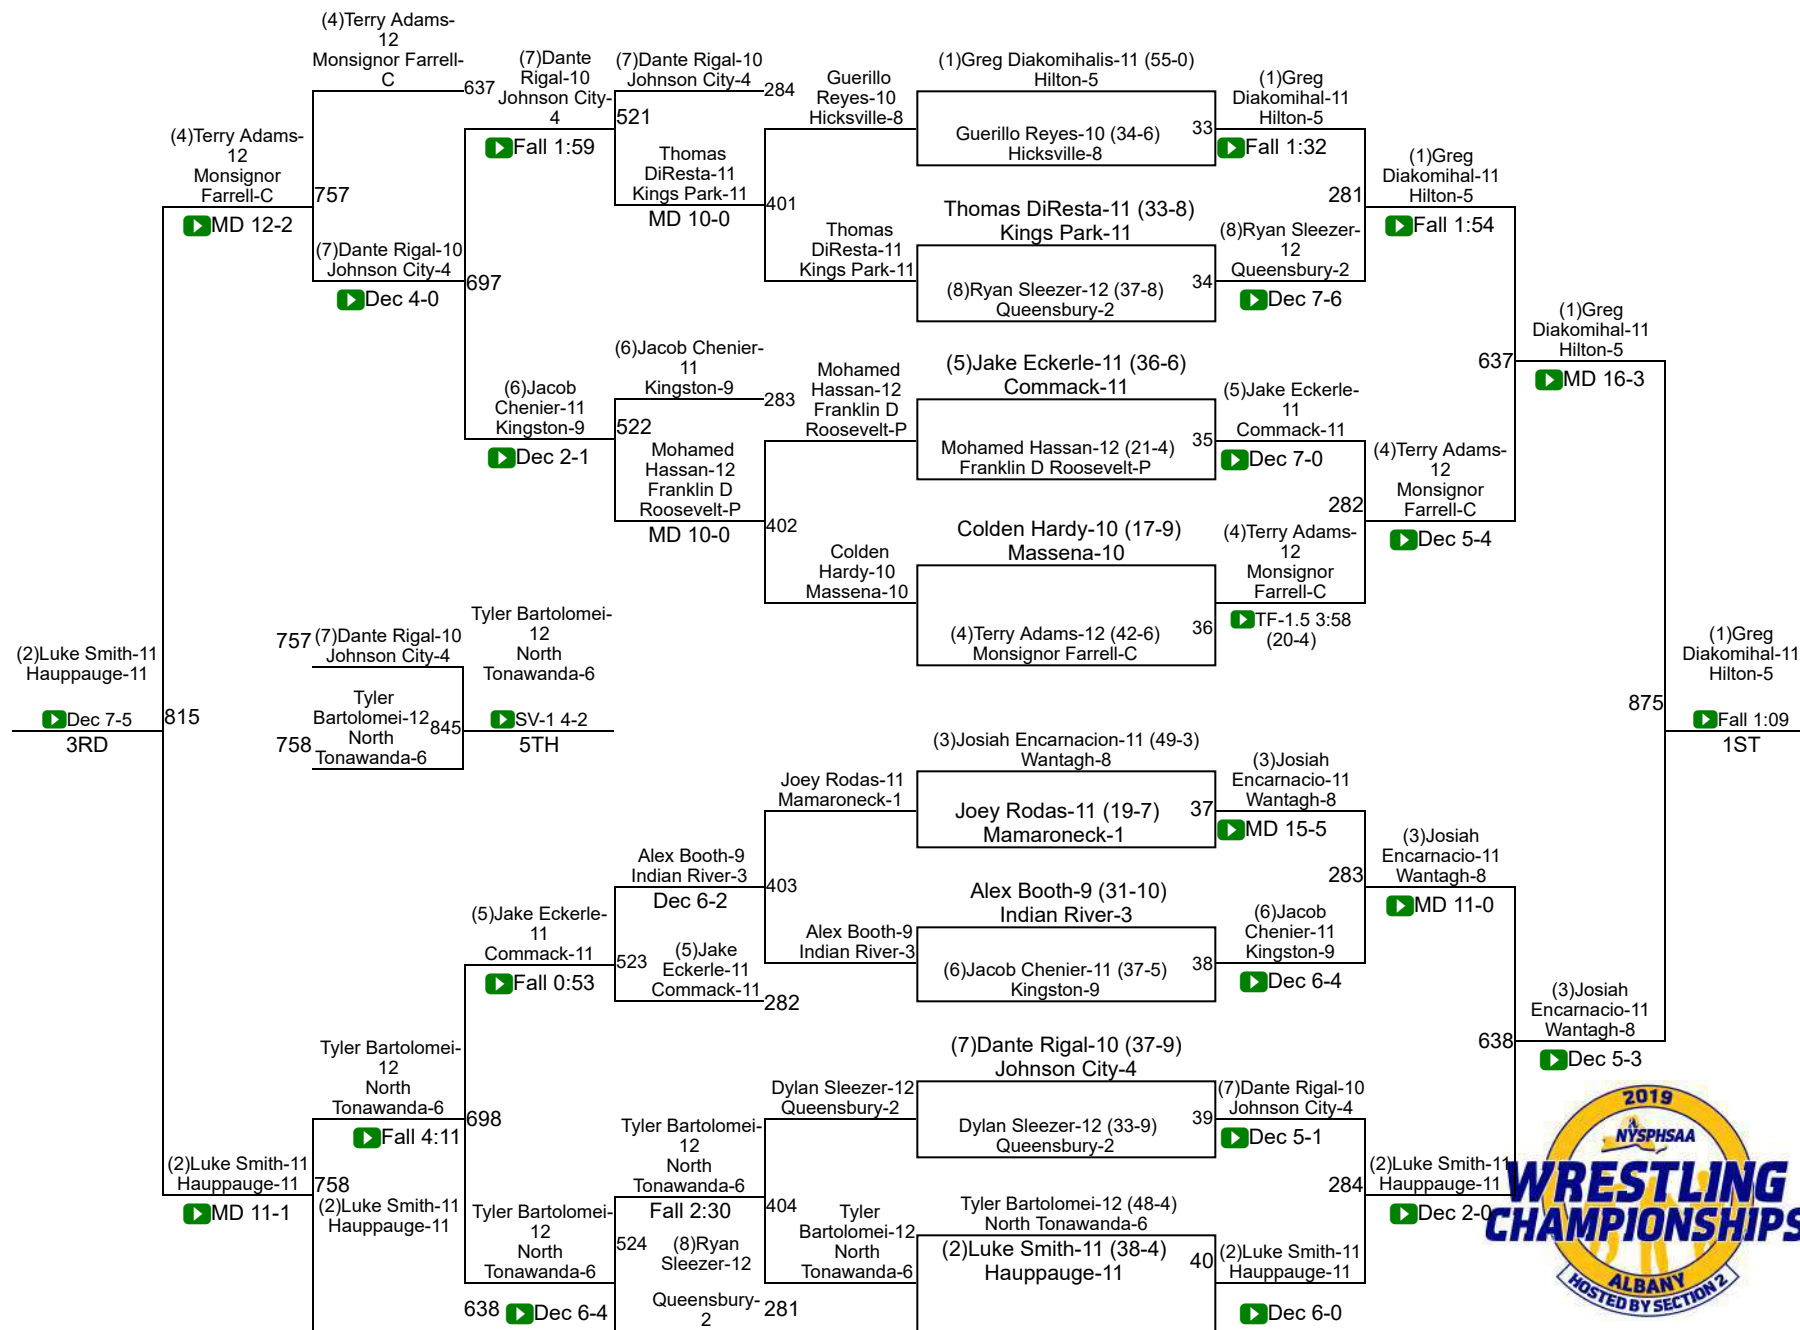 (4)Terry Adams-
12
Monsignor Farrell-
C
637
(4)Terry Adams-
12
Monsignor
Farrell-C
MD 12-2
757
(7)Dante Rigal-10
Johnson City-4
Dec 4-0
697
(7)Dante
Rigal-10
Johnson City-
4
Fall 1:59
521
(7)Dante Rigal-10
Johnson City-4
284
Thomas
DiResta-11
Kings Park-11
MD 10-0
401
Guerillo
Reyes-10
Hicksville-8
Thomas
DiResta-11
Kings Park-11
(6)Jacob
Chenier-11
Kingston-9
Dec 2-1
522
(6)Jacob Chenier-
11
Kingston-9
283
Mohamed
Hassan-12
Franklin D
Roosevelt-P
MD 10-0
402
Mohamed
Hassan-12
Franklin D
Roosevelt-P
Colden
Hardy-10
Massena-10
(1)Greg Diakomihalis-11 (55-0)
Hilton-5
Guerillo Reyes-10 (34-6)
Hicksville-8
33
(1)Greg
Diakomihal-11
Hilton-5
Fall 1:32
Thomas DiResta-11 (33-8)
Kings Park-11
(8)Ryan Sleezer-12 (37-8)
Queensbury-2
34
(8)Ryan Sleezer-
12
Queensbury-2
Dec 7-6
281
(1)Greg
Diakomihal-11
Hilton-5
Fall 1:54
(5)Jake Eckerle-11 (36-6)
Commack-11
Mohamed Hassan-12 (21-4)
Franklin D Roosevelt-P
35
(5)Jake Eckerle-
11
Commack-11
Dec 7-0
Colden Hardy-10 (17-9)
Massena-10
(4)Terry Adams-12 (42-6)
Monsignor Farrell-C
36
(4)Terry Adams-
12
Monsignor
Farrell-C
TF-1.5 3:58
(20-4)
282
(4)Terry Adams-
12
Monsignor
Farrell-C
Dec 5-4
637
(1)Greg
Diakomihal-11
Hilton-5
MD 16-3
(2)Luke Smith-11
Hauppauge-11
Dec 7-5
3RD
815
757
(7)Dante Rigal-10
Johnson City-4
758
Tyler
Bartolomei-12
North
Tonawanda-6
845
Tyler Bartolomei-
12
North
Tonawanda-6
SV-1 4-2
5TH
875
(1)Greg
Diakomihal-11
Hilton-5
Fall 1:09
1ST
(3)Josiah Encarnacion-11 (49-3)
Wantagh-8
Joey Rodas-11 (19-7)
Mamaroneck-1
37
(3)Josiah
Encarnacio-11
Wantagh-8
MD 15-5
Alex Booth-9 (31-10)
Indian River-3
(6)Jacob Chenier-11 (37-5)
Kingston-9
38
(6)Jacob
Chenier-11
Kingston-9
Dec 6-4
283
(3)Josiah
Encarnacio-11
Wantagh-8
MD 11-0
Joey Rodas-11
Mamaroneck-1
Alex Booth-9
Indian River-3
403
Alex Booth-9
Indian River-3
Dec 6-2
(5)Jake
Eckerle-11
Commack-11
282
523
(5)Jake Eckerle-
11
Commack-11
Fall 0:53
(7)Dante Rigal-10 (37-9)
Johnson City-4
Dylan Sleezer-12 (33-9)
Queensbury-2
39
(7)Dante Rigal-10
Johnson City-4
Dec 5-1
Tyler Bartolomei-12 (48-4)
North Tonawanda-6
(2)Luke Smith-11 (38-4)
Hauppauge-11
40
(2)Luke Smith-11
Hauppauge-11
Dec 6-0
284
(2)Luke Smith-11
Hauppauge-11
Dec 2-0
638
(3)Josiah
Encarnacio-11
Wantagh-8
Dec 5-3
Dylan Sleezer-12
Queensbury-2
Tyler
Bartolomei-12
North
Tonawanda-6
404
Tyler Bartolomei-
12
North
Tonawanda-6
Fall 2:30
(8)Ryan
Sleezer-12
Queensbury-
2
281
524
Tyler Bartolomei-
12
North
Tonawanda-6
Dec 6-4
698
Tyler Bartolomei-
12
North
Tonawanda-6
Fall 4:11
758
(2)Luke Smith-11
Hauppauge-11
638
(2)Luke Smith-11
Hauppauge-11
MD 11-1
2019
NYSPHSAA
WRESTLING
CHAMPIONSHIPS
ALBANY
HOSTED BY SECTION 2